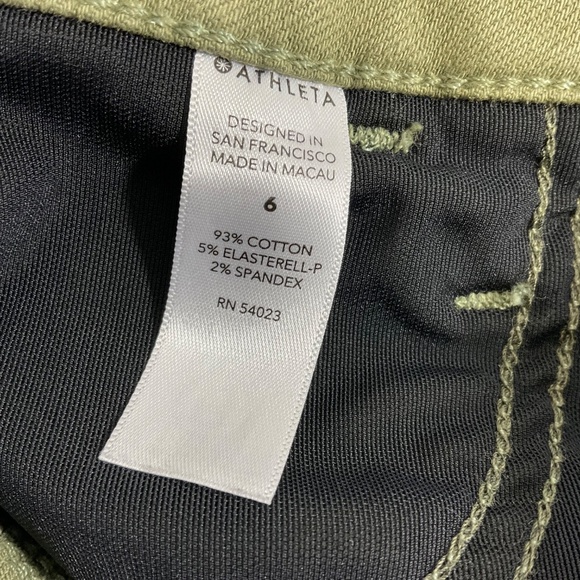 ATHLETA
DESIGNED IN
SAN FRANCISCO
MADE IN MACAU
6
93% COTTON
5% ELASTERELL-P
2% SPANDEX
RN 54023